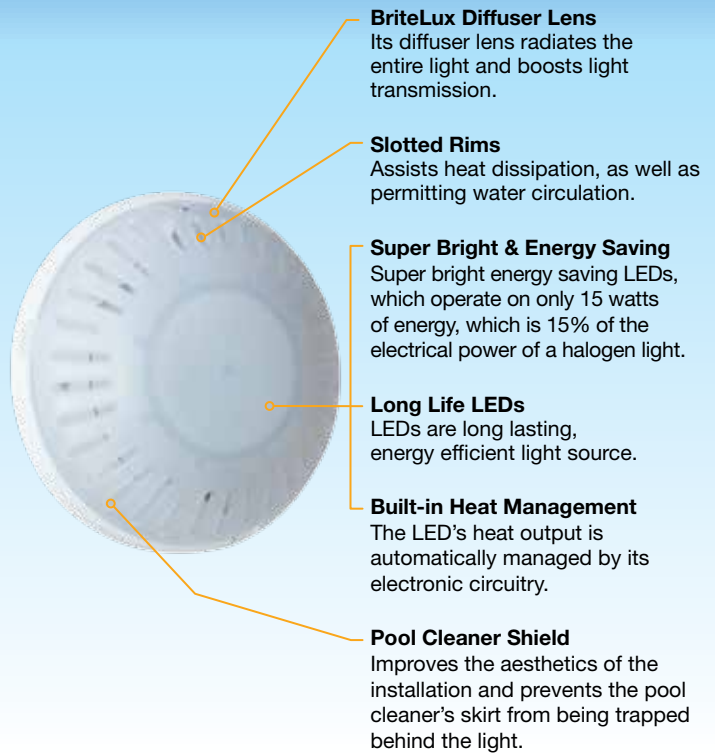 BriteLux Diffuser Lens
Its diffuser lens radiates the
entire light and boosts light
transmission.
Slotted Rims
Assists heat dissipation, as well as
permitting water circulation.
Super Bright & Energy Saving
Super bright energy saving LEDs,
which operate on only 15 watts
of energy, which is 15% of the
electrical power of a halogen light.
Long Life LEDs
LEDs are long lasting,
energy efficient light source.
Built-in Heat Management
The LED’s heat output is
automatically managed by its
electronic circuitry.
Pool Cleaner Shield
Improves the aesthetics of the
installation and prevents the pool
cleaner’s skirt from being trapped
behind the light.